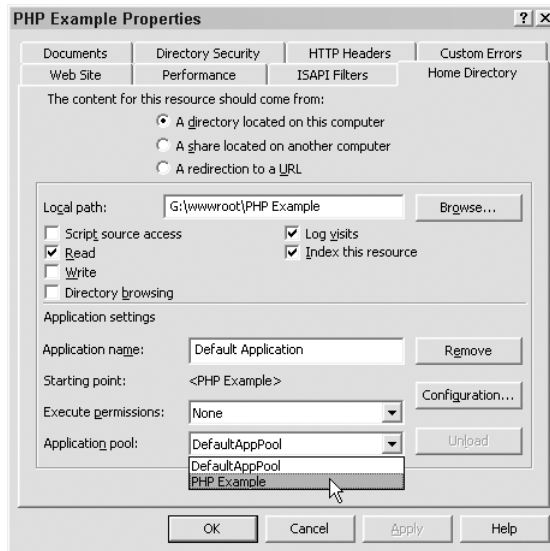 PHP Example Properties ? ×
Documents Directory Security HTTP Headers Custom Errors
Web Site Performance ISAPI Filters Home Directory
The content for this resource should come from:
A directory located on this computer
A share located on another computer
A redirection to a URL
Local path: G:\wwwroot\PHP Example Browse...
Script source access Log visits
Read Index this resource
Write
Directory browsing
Application settings
Application name: Default Application Remove
Starting point: <PHP Example>
Configuration...
Execute permissions: None
Application pool: DefaultAppPool Unload
DefaultAppPool
PHP Example
OK Cancel Apply Help